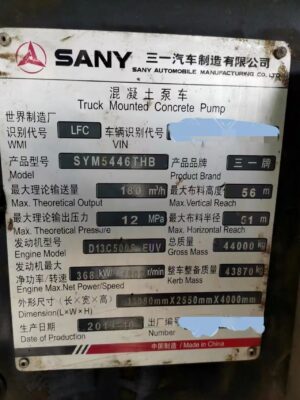 SANY 三一汽车制造有限公司
SANY AUTOMOBILE MANUFACTURING CO.,LTD
混凝土泵车
Truck Mounted Concrete Pump
世界制造厂
识别代号 LFC 车辆识别代号
WMI VIN
产品型号 SYM5446THB 产品品牌 三一牌
Model Brand
最大理论输送量 180 m³/h 最大布料高度 56 m
Max. Theoretical Output Max.Vertical Reach
最大理论输出压力 12 MPa 最大布料半径 m
Max. Theoretical Pressure Max. Horizontal Reach
发动机型号 D13C500 EUV 总质量 44000 kg
Engine Model Gross Mass
发动机最大
净功率/转速 368 kW r/min 整车整备质量 43870 kg
Engine Max.Net Power/Speed Kerb Mass
外形尺寸(长×宽×高) mmX2550mmX4000mm
Dimension(L×W×H)
生产日期 出厂编号
Date of Production Number
中国制造 / Made in China